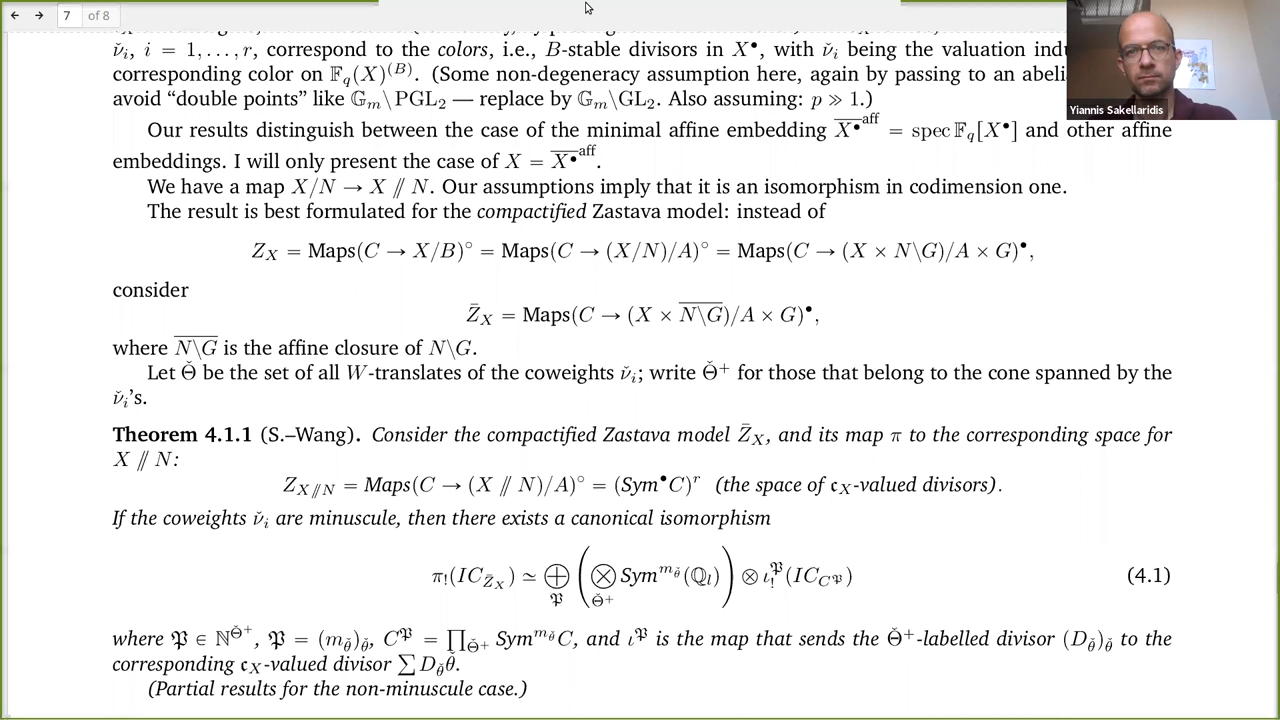 7 of 8
ν̌ᵢ, i = 1, . . . , r, correspond to the colors, i.e., B-stable divisors in X•, with ν̌ᵢ being the valuation
corresponding color on 𝔽_q(X)^(B). (Some non-degeneracy assumption here, again by passing to an
avoid “double points” like 𝔾ₘ\PGL₂ — replace by 𝔾ₘ\GL₂. Also assuming: p ≫ 1.)
Yiannis Sakellaridis
Our results distinguish between the case of the minimal affine embedding \overline{X•}^aff = spec 𝔽_q[X•] and other affine
embeddings. I will only present the case of X = \overline{X•}^aff.
We have a map X/N → X ⫽ N. Our assumptions imply that it is an isomorphism in codimension one.
The result is best formulated for the compactified Zastava model: instead of
Z_X = Maps(C → X/B)° = Maps(C → (X/N)/A)° = Maps(C → (X × N\G)/A × G)•,
consider
Z̄_X = Maps(C → (X × \overline{N\G})/A × G)•,
where \overline{N\G} is the affine closure of N\G.
Let Θ̌ be the set of all W-translates of the coweights ν̌ᵢ; write Θ̌⁺ for those that belong to the cone spanned by the
ν̌ᵢ’s.
Theorem 4.1.1 (S.–Wang). Consider the compactified Zastava model Z̄_X, and its map π to the corresponding space for
X ⫽ N:
Z_{X⫽N} = Maps(C → (X ⫽ N)/A)° = (Sym•C)^r (the space of 𝔠_X-valued divisors).
If the coweights ν̌ᵢ are minuscule, then there exists a canonical isomorphism
π_!(IC_{Z̄_X}) ≃ ⊕_𝔓 (⊗_{Θ̌⁺} Sym^{m_θ̌}(ℚ_l)) ⊗ ι_!^𝔓(IC_{C^𝔓}) (4.1)
where 𝔓 ∈ ℕ^{Θ̌⁺}, 𝔓 = (m_θ̌)_θ̌, C^𝔓 = ∏_{Θ̌⁺} Sym^{m_θ̌}C, and ι^𝔓 is the map that sends the Θ̌⁺-labelled divisor (D_θ̌)_θ̌ to the
corresponding 𝔠_X-valued divisor ∑ D_θ̌ θ̌.
(Partial results for the non-minuscule case.)